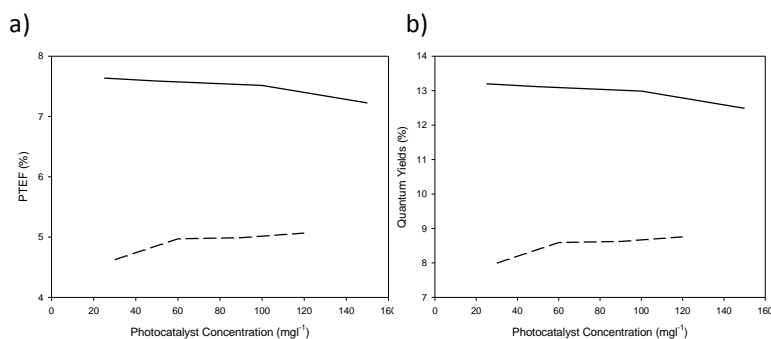 a)
8
7
6
5
4
PTEF (%)
0 20 40 60 80 100 120 140 160
Photocatalyst Concentration (mgl⁻¹)
b)
14
13
12
11
10
9
8
7
Quantum Yields (%)
0 20 40 60 80 100 120 140 160
Photocatalyst Concentration (mgl⁻¹)